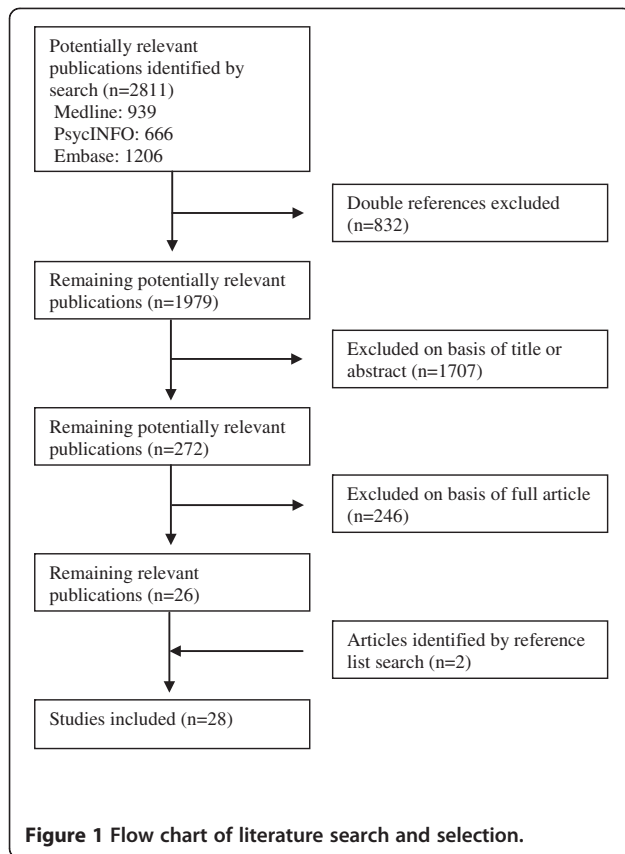 Potentially relevant
publications identified by
search (n=2811)
Medline: 939
PsycINFO: 666
Embase: 1206
Double references excluded
(n=832)
Remaining potentially relevant
publications (n=1979)
Excluded on basis of title or
abstract (n=1707)
Remaining potentially relevant
publications (n=272)
Excluded on basis of full article
(n=246)
Remaining relevant
publications (n=26)
Articles identified by reference
list search (n=2)
Studies included (n=28)
Figure 1 Flow chart of literature search and selection.